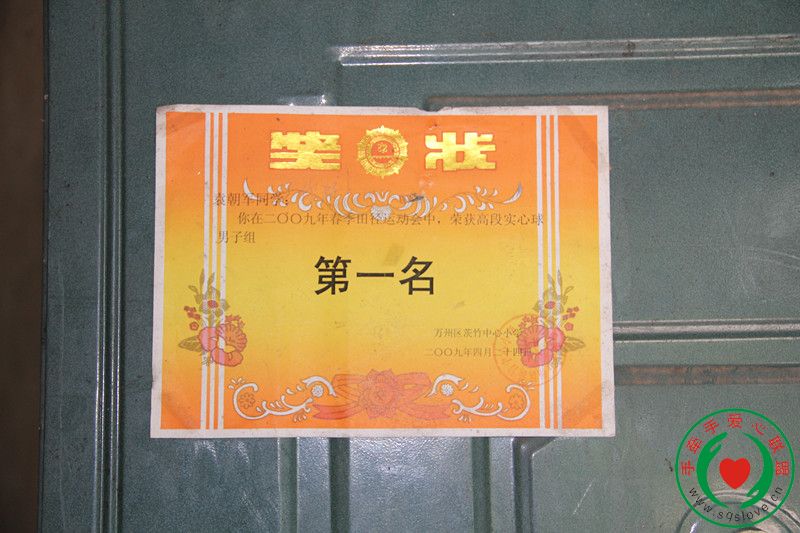 奖状
袁朝军同学:
你在二〇〇九年春季田径运动会中，荣获高段实心球
男子组
第一名
万州区茨竹中心小学
二〇〇九年四月二十四日
手牵手爱心联盟
www.sqslove.cn